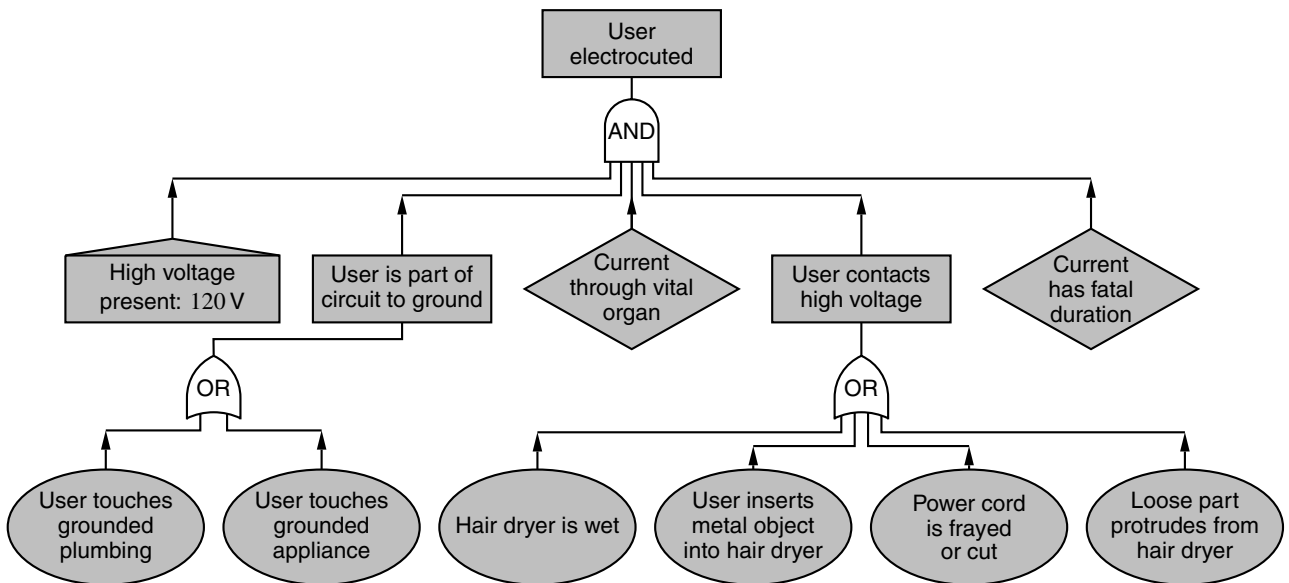 User
electrocuted
AND
High voltage
present: 120 V
User is part of
circuit to ground
Current
through vital
organ
User contacts
high voltage
Current
has fatal
duration
OR
OR
User touches
grounded
plumbing
User touches
grounded
appliance
Hair dryer is wet
User inserts
metal object
into hair dryer
Power cord
is frayed
or cut
Loose part
protrudes from
hair dryer